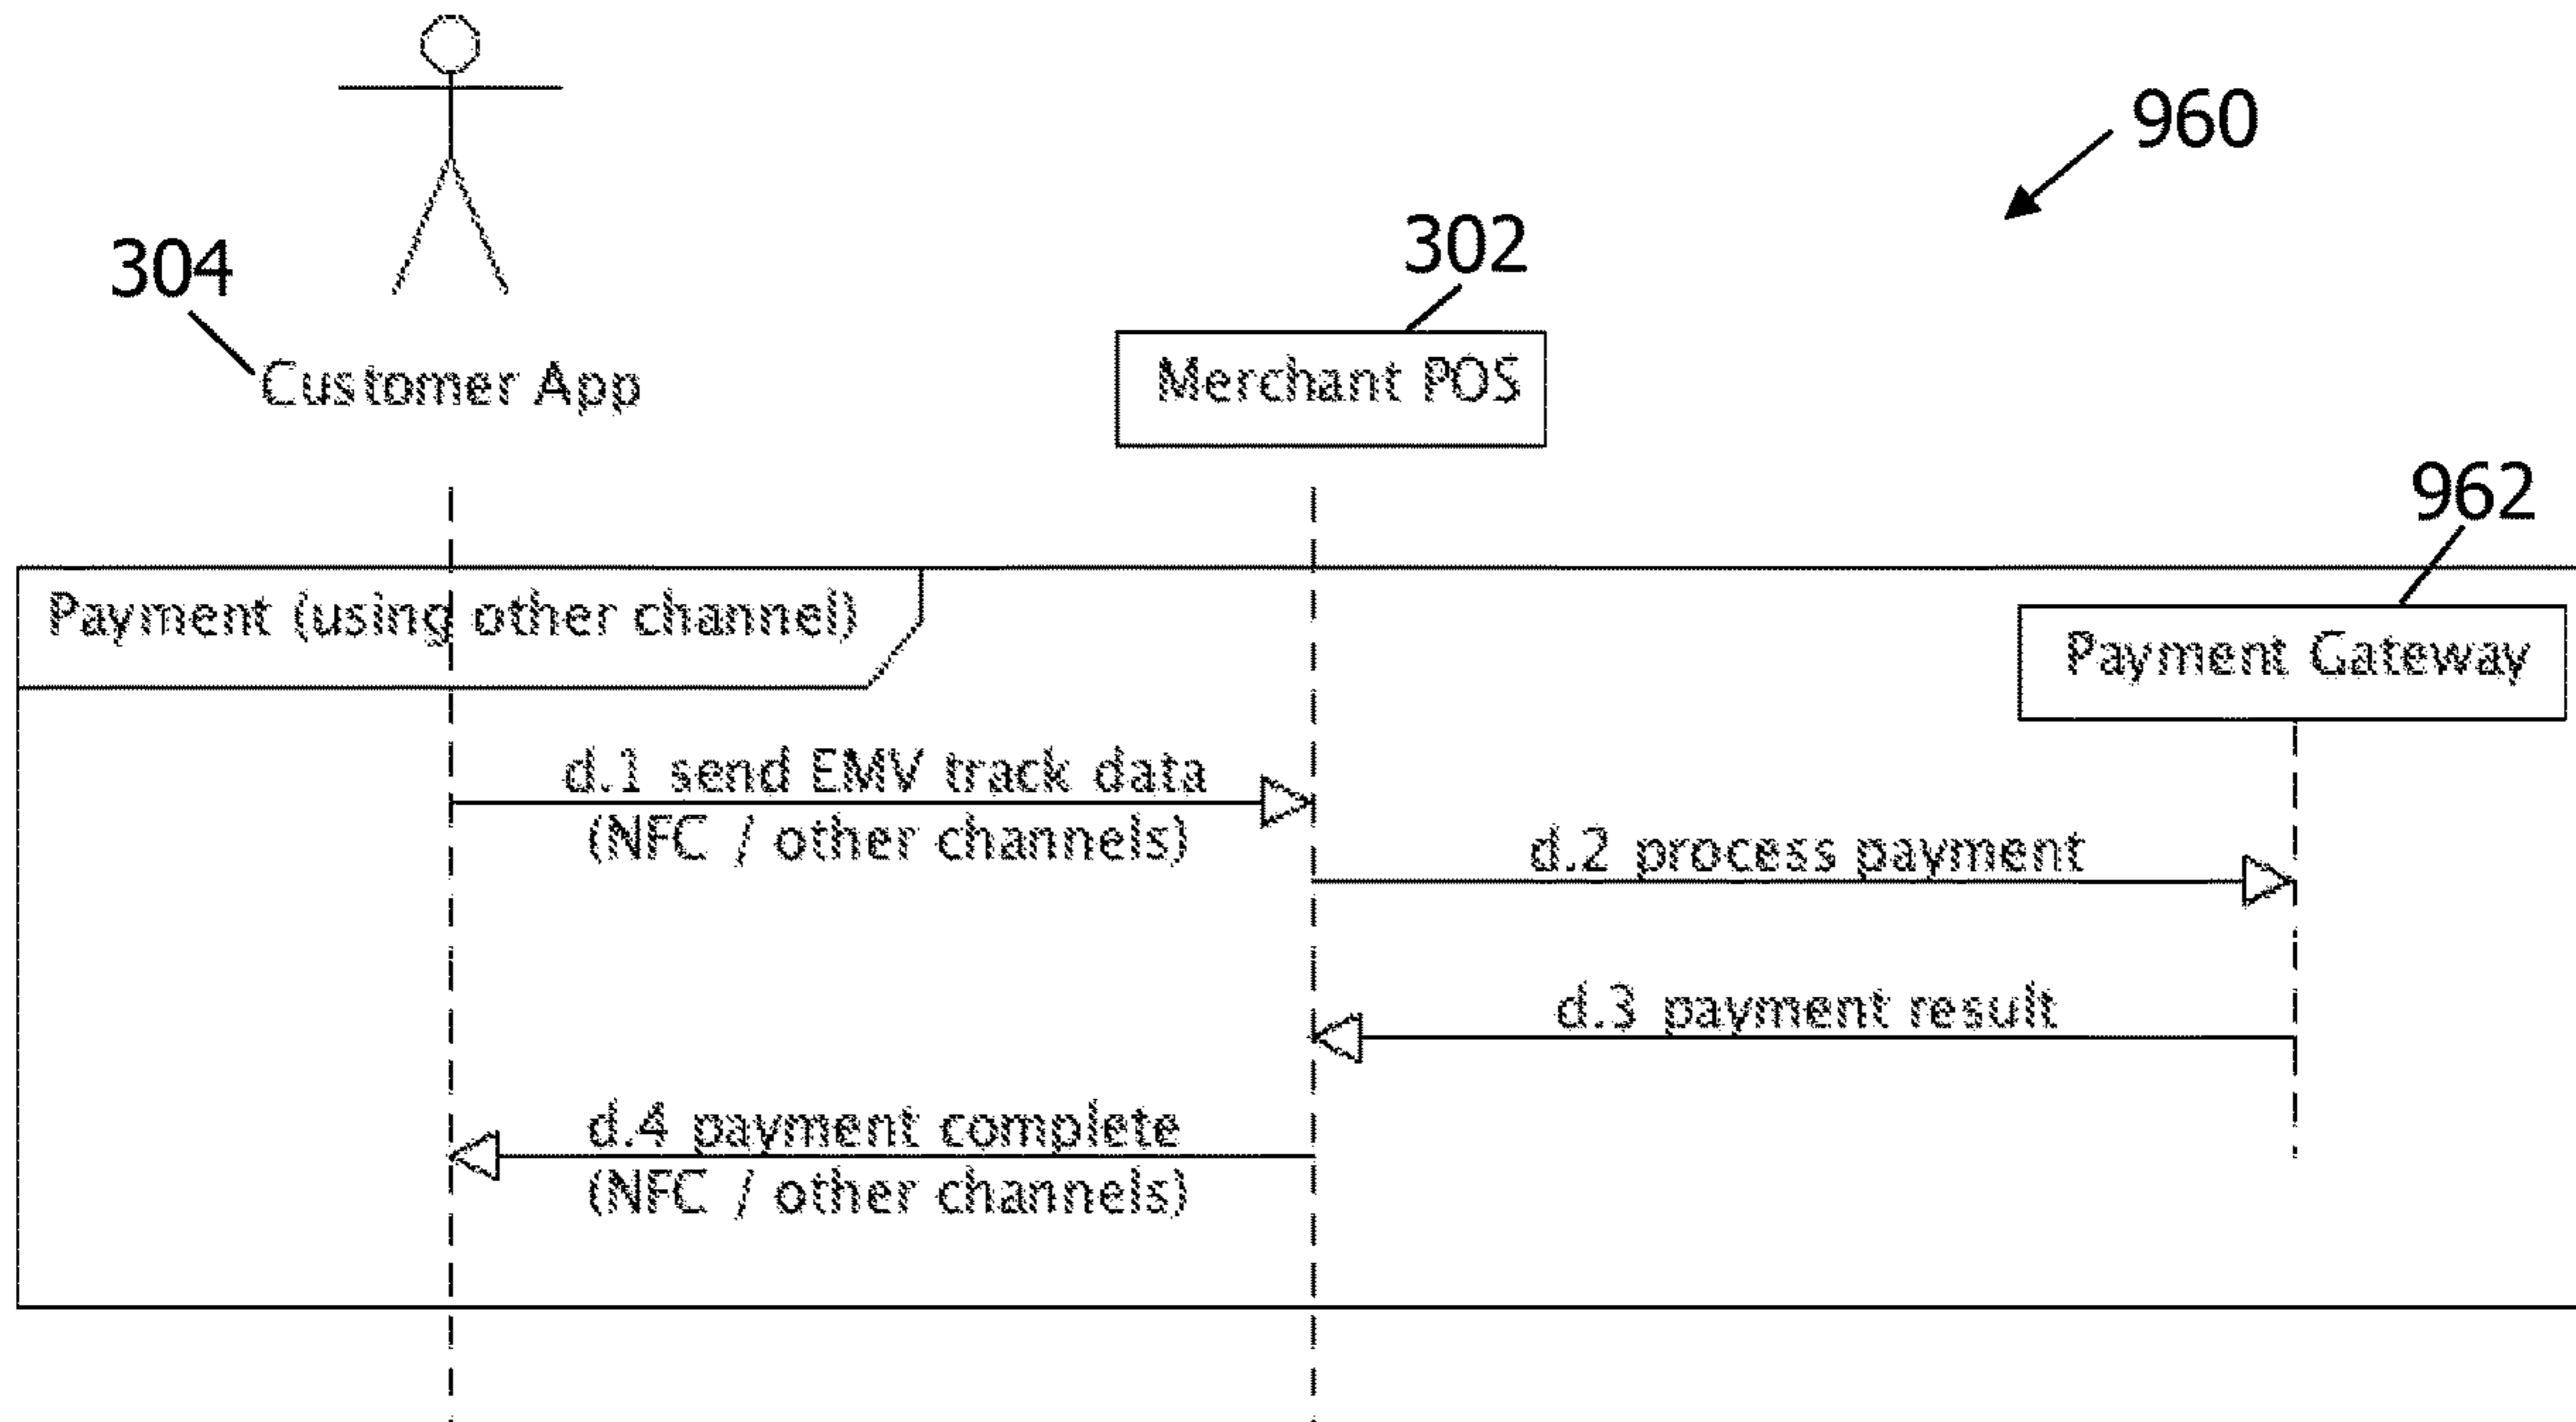 960
302
304
Customer App
Merchant POS
962
Payment (using other channel)
Payment Gateway
d.1 send EMV track data
(NFC / other channels)
d.2 process payment
d.3 payment result
d.4 payment complete
(NFC / other channels)